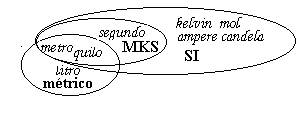 kelvin mol
segundo
ampere candela
metro
MKS
quilo
SI
litro
métrico